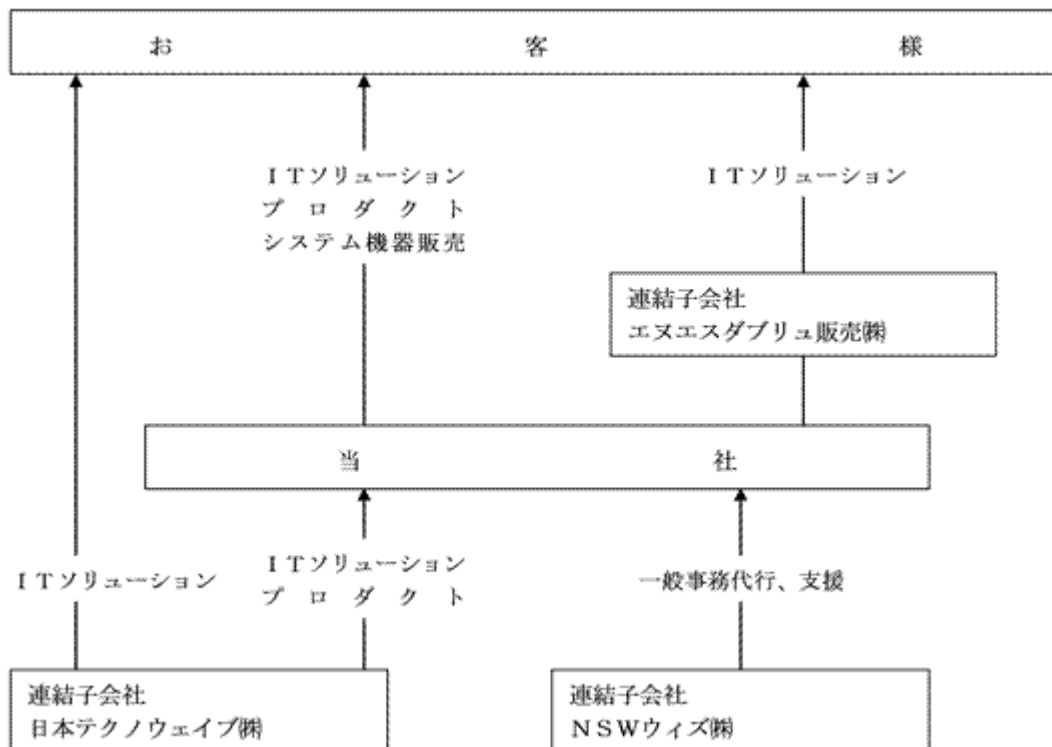 お客様
ＩＴソリューション
プロダクト
システム機器販売
ＩＴソリューション
連結子会社
エヌエスダブリュ販売㈱
当社
ＩＴソリューション
ＩＴソリューション
プロダクト
一般事務代行、支援
連結子会社
日本テクノウェイブ㈱
連結子会社
ＮＳＷウィズ㈱